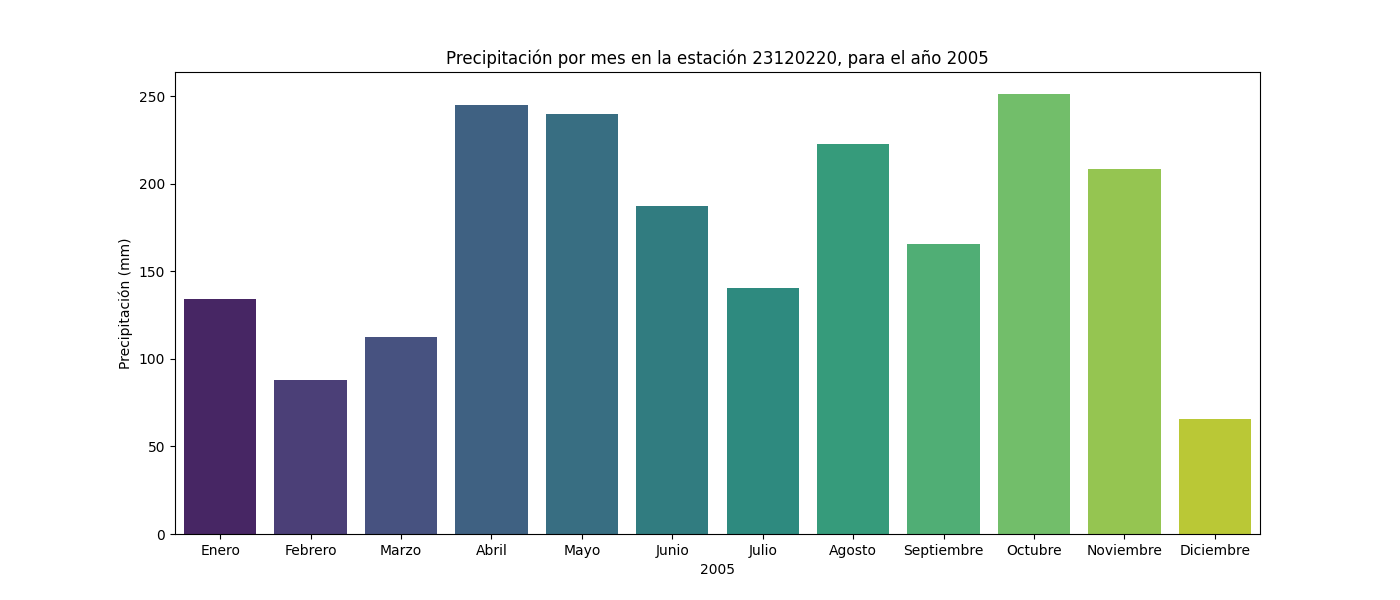 Precipitación por mes en la estación 23120220, para el año 2005
Precipitación (mm)
250
200
150
100
50
0
Enero Febrero Marzo Abril Mayo Junio Julio Agosto Septiembre Octubre Noviembre Diciembre
2005